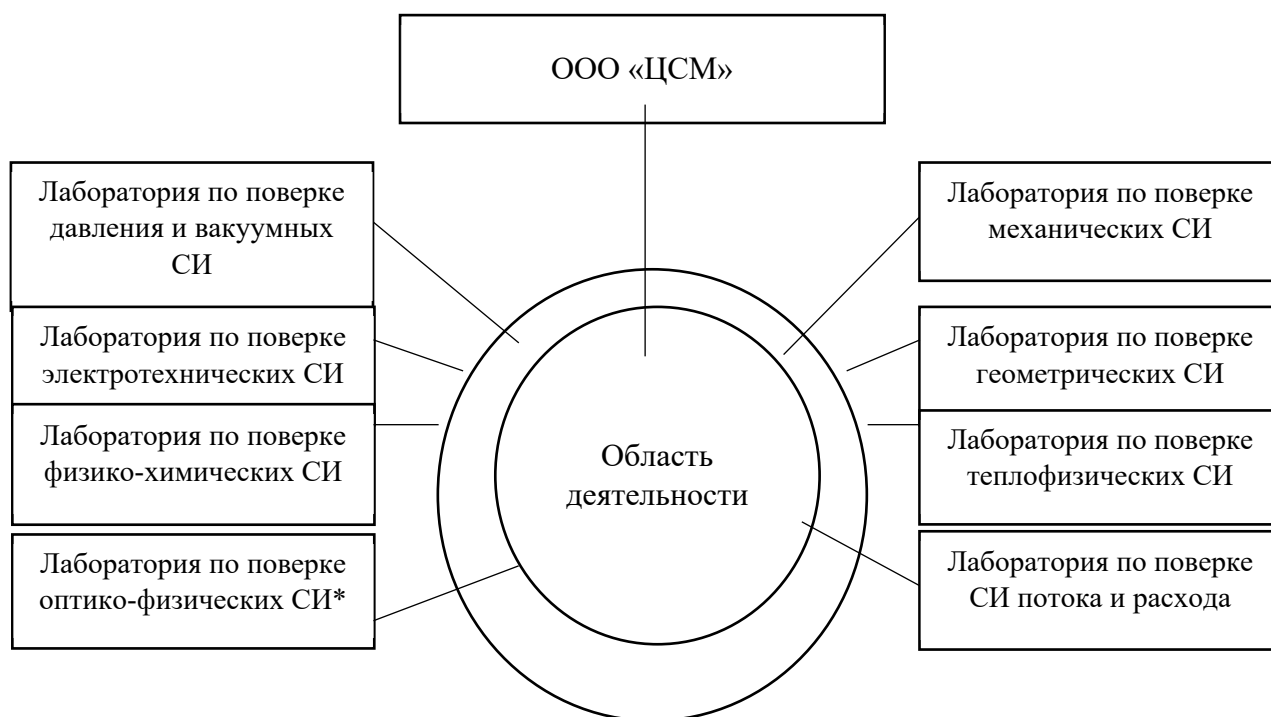 ООО «ЦСМ»
Лаборатория по поверке
давления и вакуумных
СИ
Лаборатория по поверке
электротехнических СИ
Лаборатория по поверке
физико-химических СИ
Лаборатория по поверке
оптико-физических СИ*
Область
деятельности
Лаборатория по поверке
механических СИ
Лаборатория по поверке
геометрических СИ
Лаборатория по поверке
теплофизических СИ
Лаборатория по поверке
СИ потока и расхода